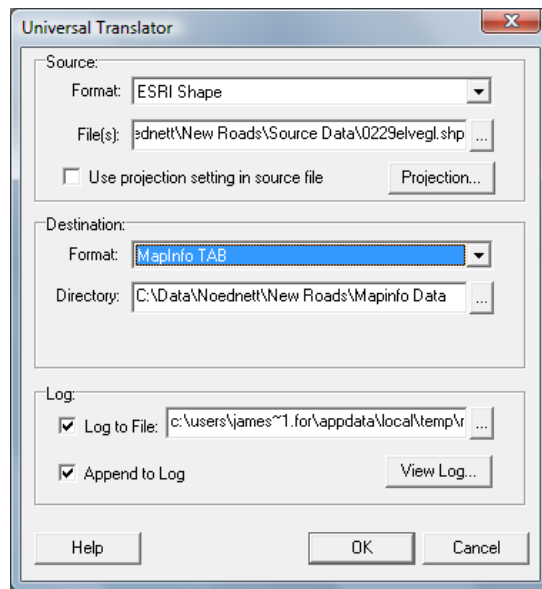 Universal Translator
Source:
Format: ESRI Shape
File(s): ednett\New Roads\Source Data\0229elvegl.shp ...
Use projection setting in source file Projection...
Destination:
Format: MapInfo TAB
Directory: C:\Data\Noednett\New Roads\Mapinfo Data ...
Log:
Log to File: c:\users\james~1.for\appdata\local\temp\r ...
Append to Log View Log...
Help OK Cancel